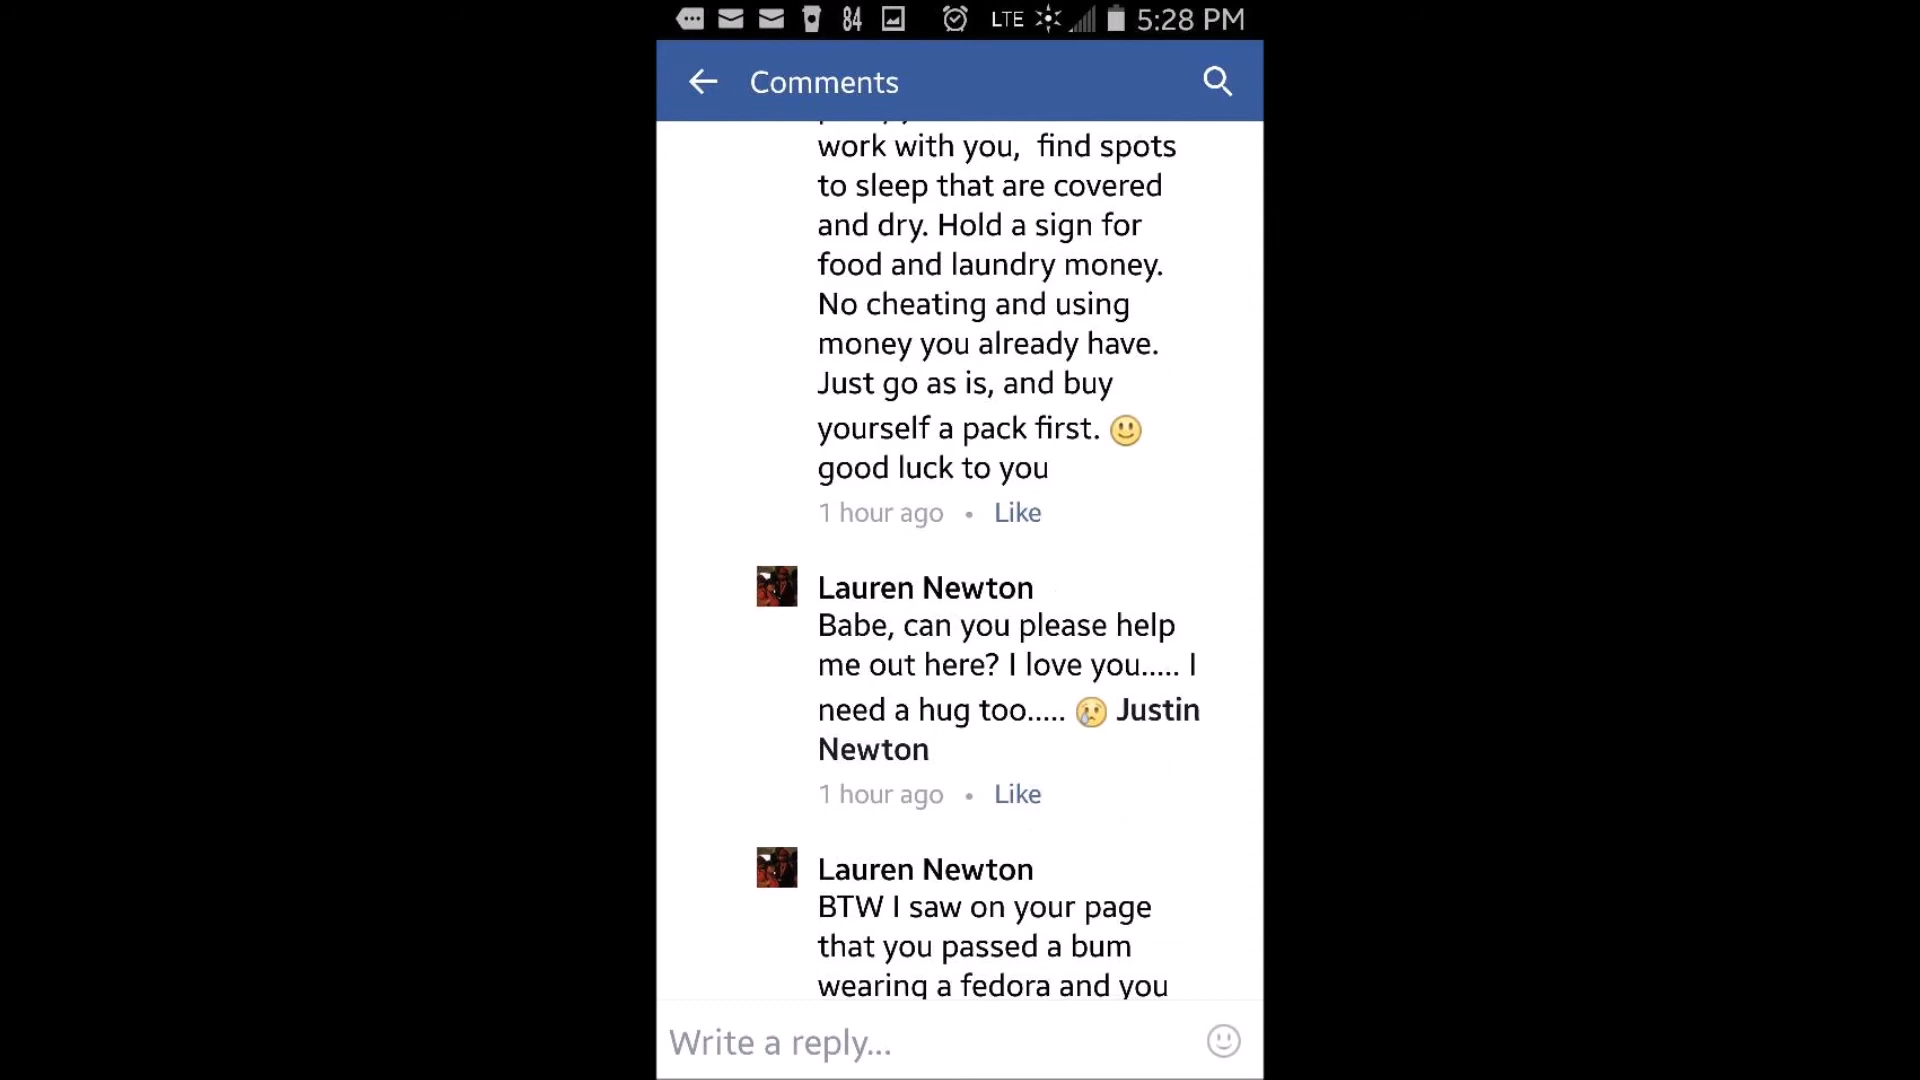 84 LTE 5:28 PM
Comments
work with you, find spots
to sleep that are covered
and dry. Hold a sign for
food and laundry money.
No cheating and using
money you already have.
Just go as is, and buy
yourself a pack first. 🙂
good luck to you
1 hour ago • Like
Lauren Newton
Babe, can you please help
me out here? I love you..... I
need a hug too..... 😢 Justin
Newton
1 hour ago • Like
Lauren Newton
BTW I saw on your page
that you passed a bum
wearing a fedora and you
Write a reply...